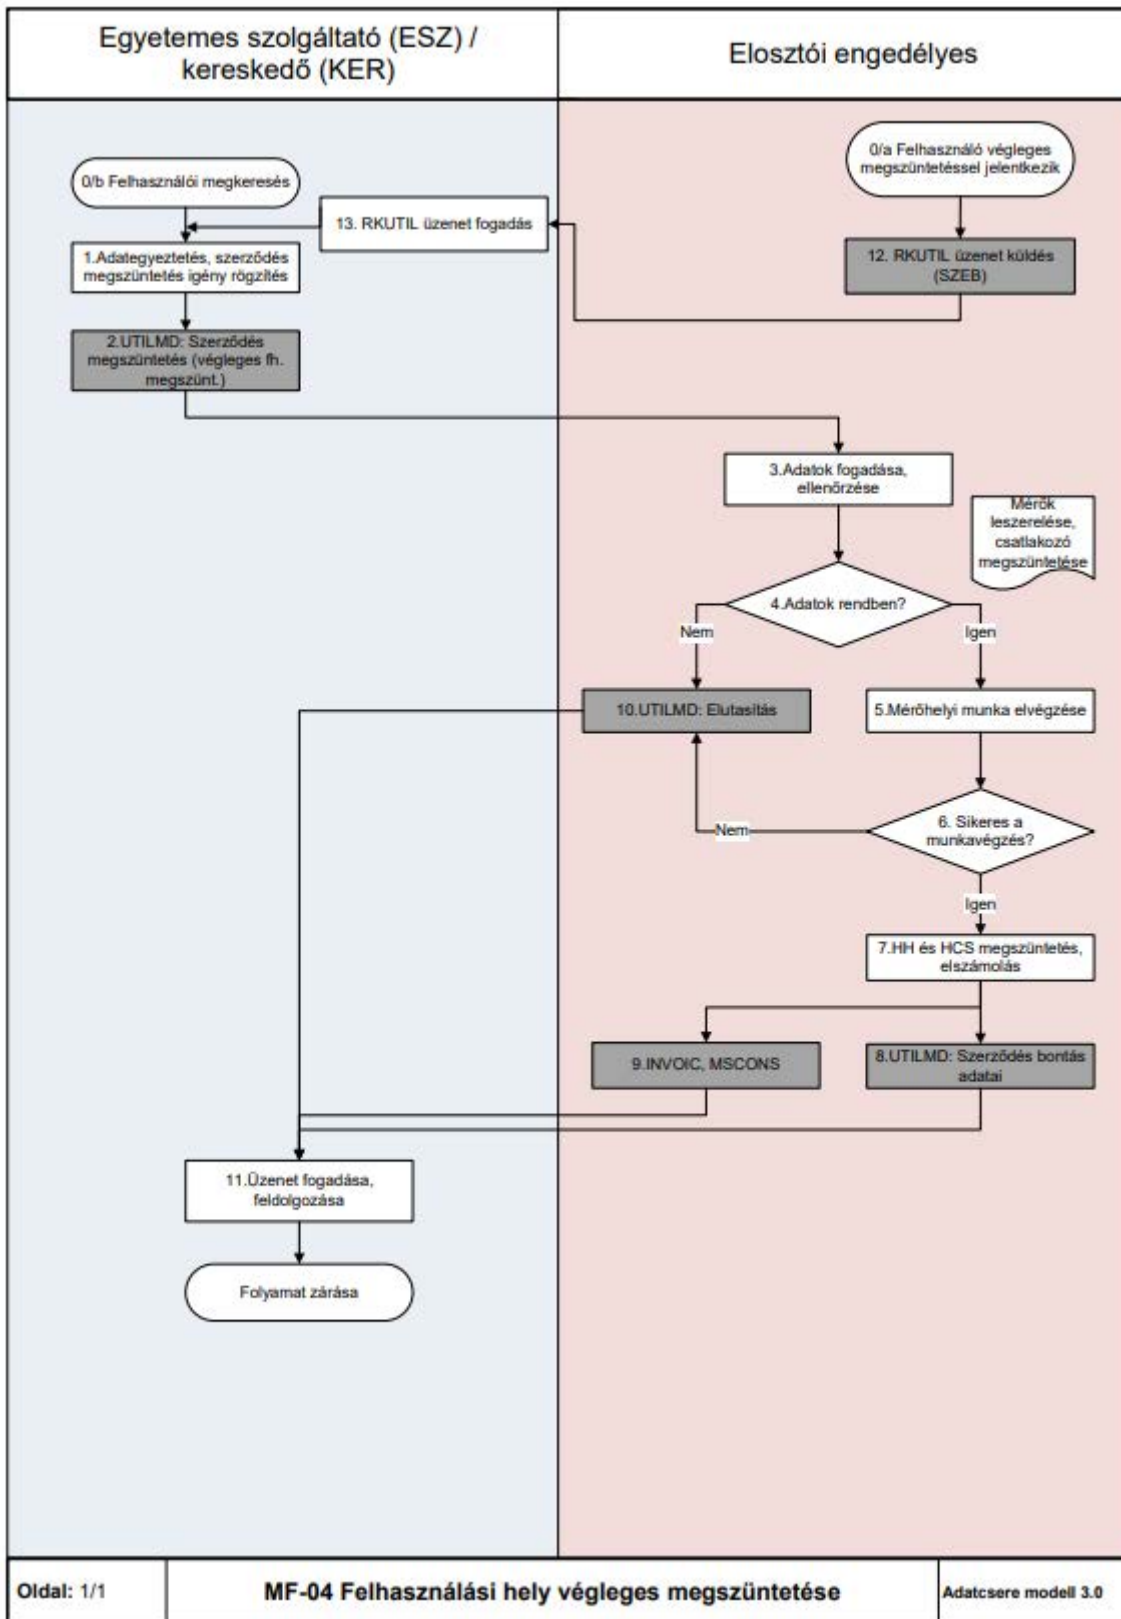 Egyetemes szolgáltató (ESZ) /
kereskedő (KER)
Elosztói engedélyes
0/a Felhasználó végleges
megszüntetéssel jelentkezik
0/b Felhasználói megkeresés
13. RKUTIL üzenet fogadás
12. RKUTIL üzenet küldés
(SZEB)
1.Adategyeztetés, szerződés
megszüntetés igény rögzítés
2.UTILMD: Szerződés
megszüntetés (végleges fh.
megszünt.)
3.Adatok fogadása,
ellenőrzése
Mérők
leszerelése,
csatlakozó
megszüntetése
4.Adatok rendben?
Nem
Igen
10.UTILMD: Elutasítás
5.Mérőhelyi munka elvégzése
6. Sikeres a
munkavégzés?
Nem
Igen
7.HH és HCS megszüntetés,
elszámolás
9.INVOIC, MSCONS
8.UTILMD: Szerződés bontás
adatai
11.Üzenet fogadása,
feldolgozása
Folyamat zárása
Oldal: 1/1
MF-04 Felhasználási hely végleges megszüntetése
Adatcsere modell 3.0